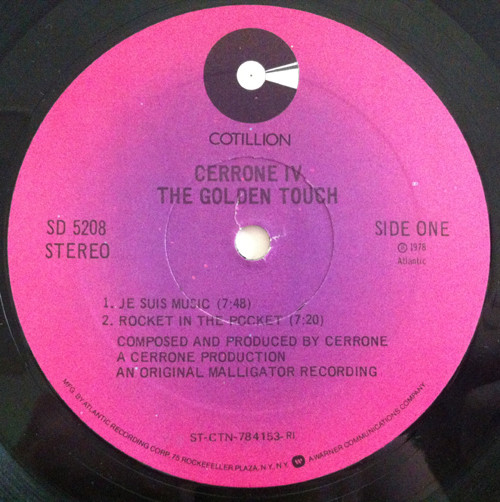 COTILLION
CERRONE IV
THE GOLDEN TOUCH
SD 5208
STEREO
SIDE ONE
℗ 1978
Atlantic
1. JE SUIS MUSIC (7:48)
2. ROCKET IN THE POCKET (7:20)
COMPOSED AND PRODUCED BY CERRONE
A CERRONE PRODUCTION
AN ORIGINAL MALLIGATOR RECORDING
ST-CTN-784153-RI
MFG. BY ATLANTIC RECORDING CORP., 75 ROCKEFELLER PLAZA, N.Y., N.Y. W A WARNER COMMUNICATIONS COMPANY